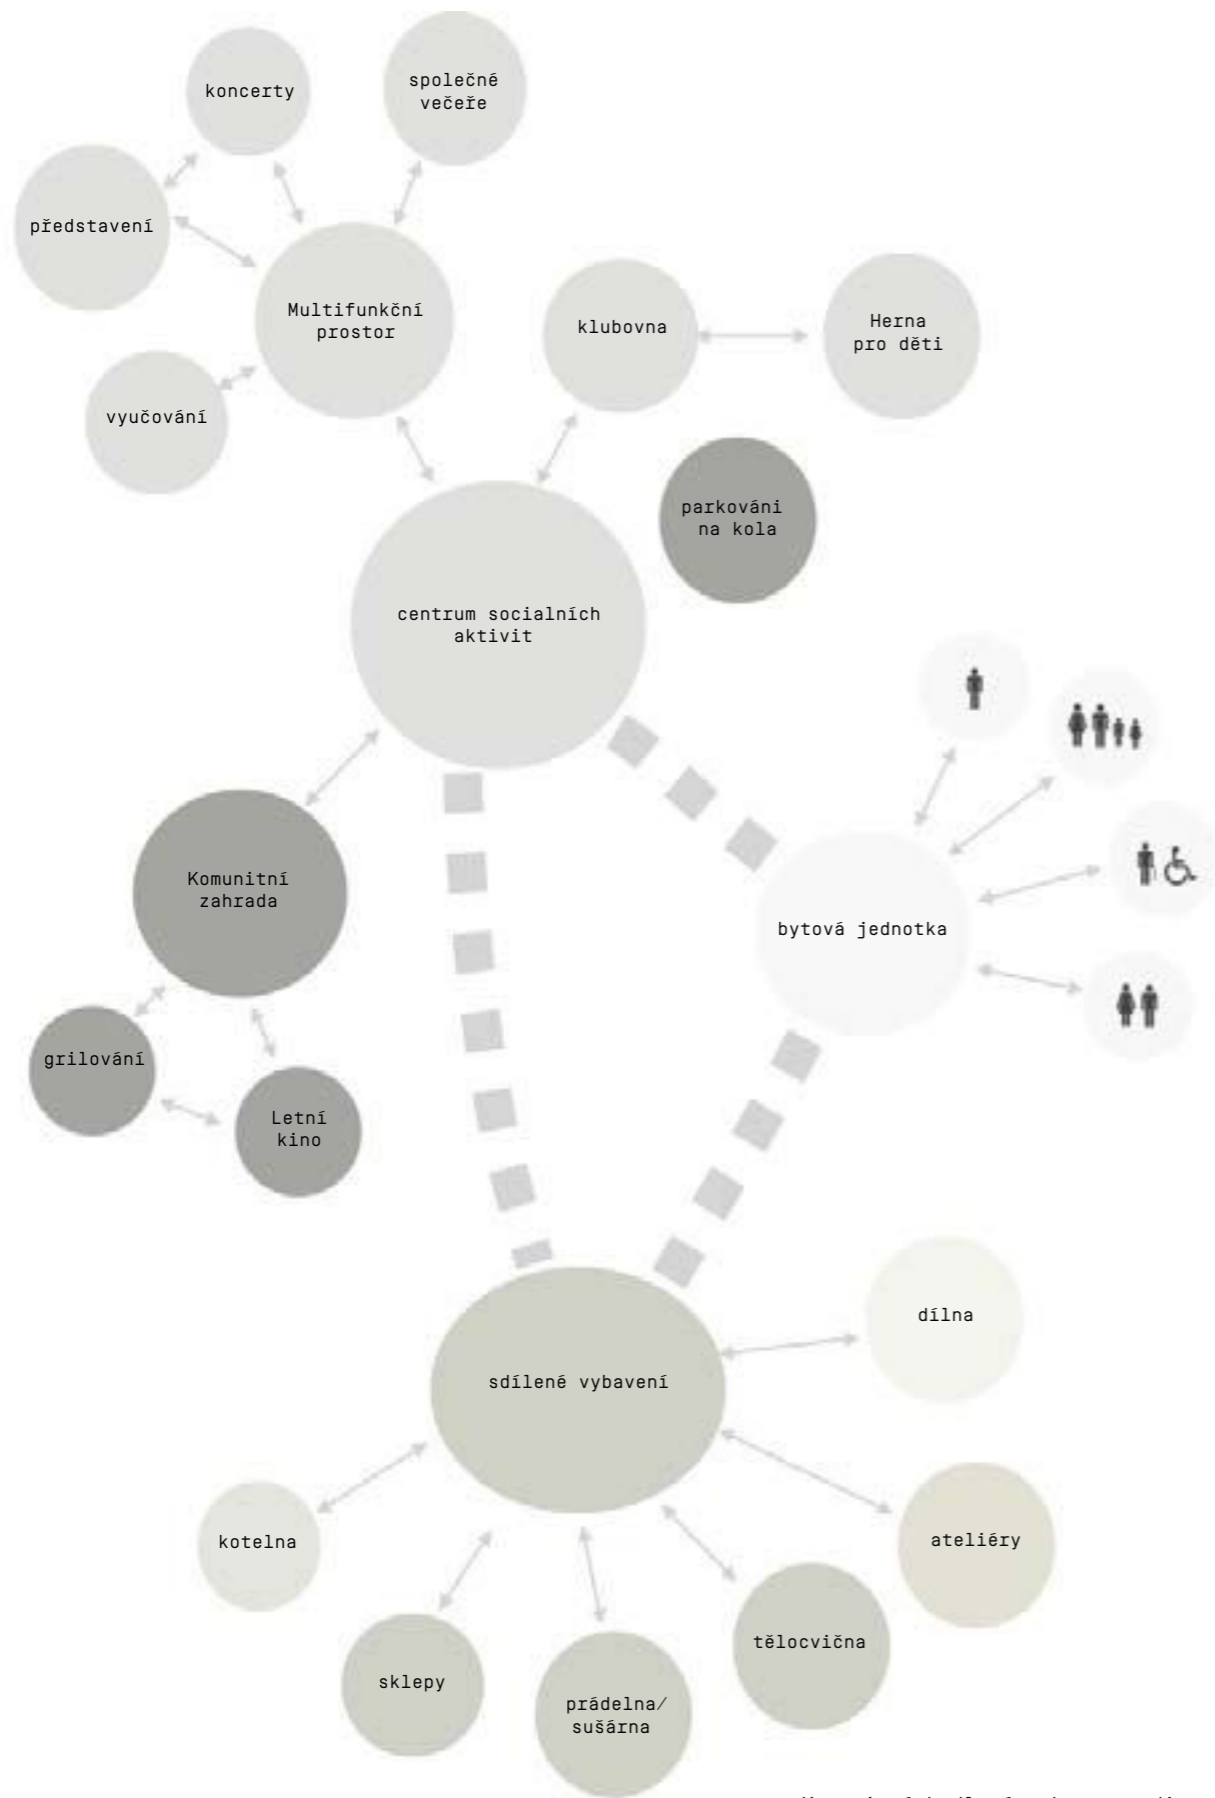 koncerty
společné
večeře
představení
Multifunkční
prostor
klubovna
Herna
pro děti
vyučování
parkováni
na kola
centrum socialních
aktivit
Komunitní
zahrada
bytová jednotka
grilování
Letní
kino
dílna
sdílené vybavení
kotelna
ateliéry
tělocvična
sklepy
prádelna/
sušárna